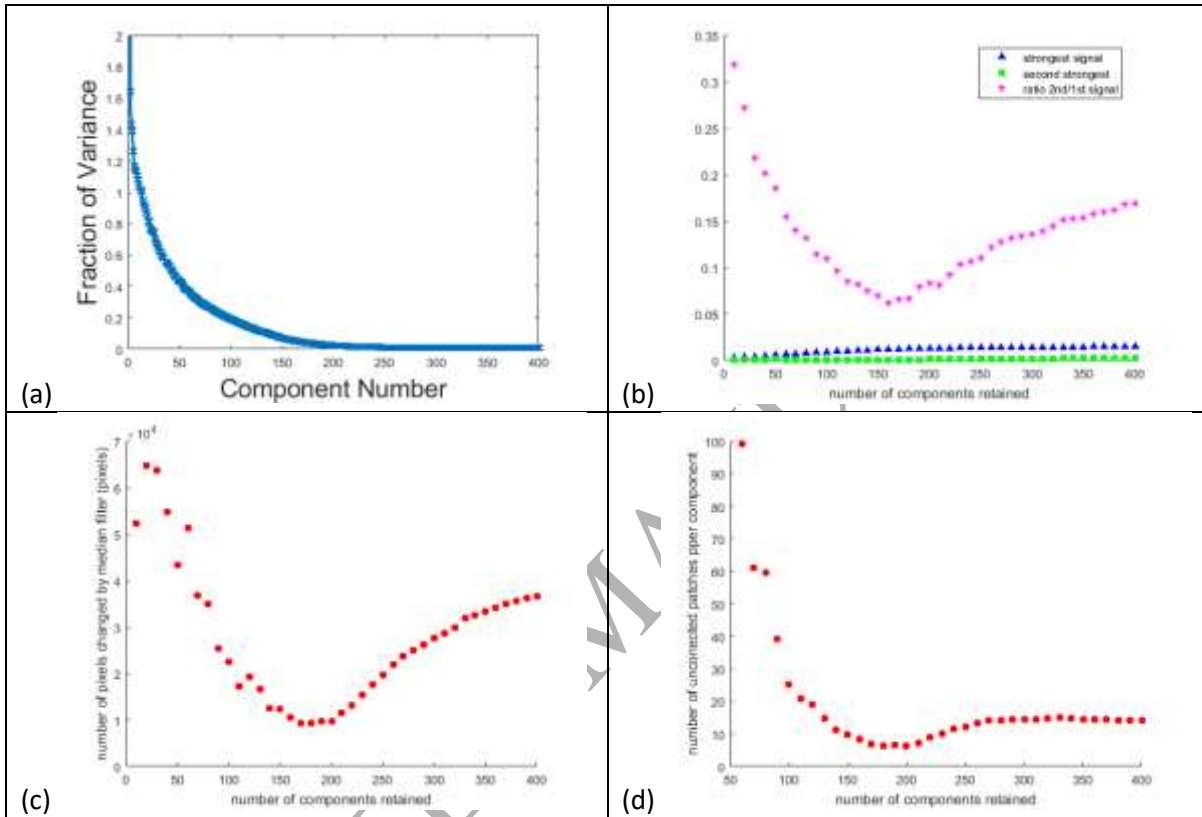 2
1.8
1.6
1.4
1.2
1
0.8
0.6
0.4
0.2
0
Fraction of Variance
0 50 100 150 200 250 300 350 400
Component Number
(a)
0.35
0.3
0.25
0.2
0.15
0.1
0.05
0
strongest signal
second strongest
ratio 2nd/1st signal
0 50 100 150 200 250 300 350 400
number of components retained
(b)
7 × 10^4
6
5
4
3
2
1
0
number of pixels changed by median filter (pixels)
0 50 100 150 200 250 300 350 400
number of components retained
(c)
100
90
80
70
60
50
40
30
20
10
0
number of unconnected patches pper component
50 100 150 200 250 300 350 400
number of components retained
(d)
MA